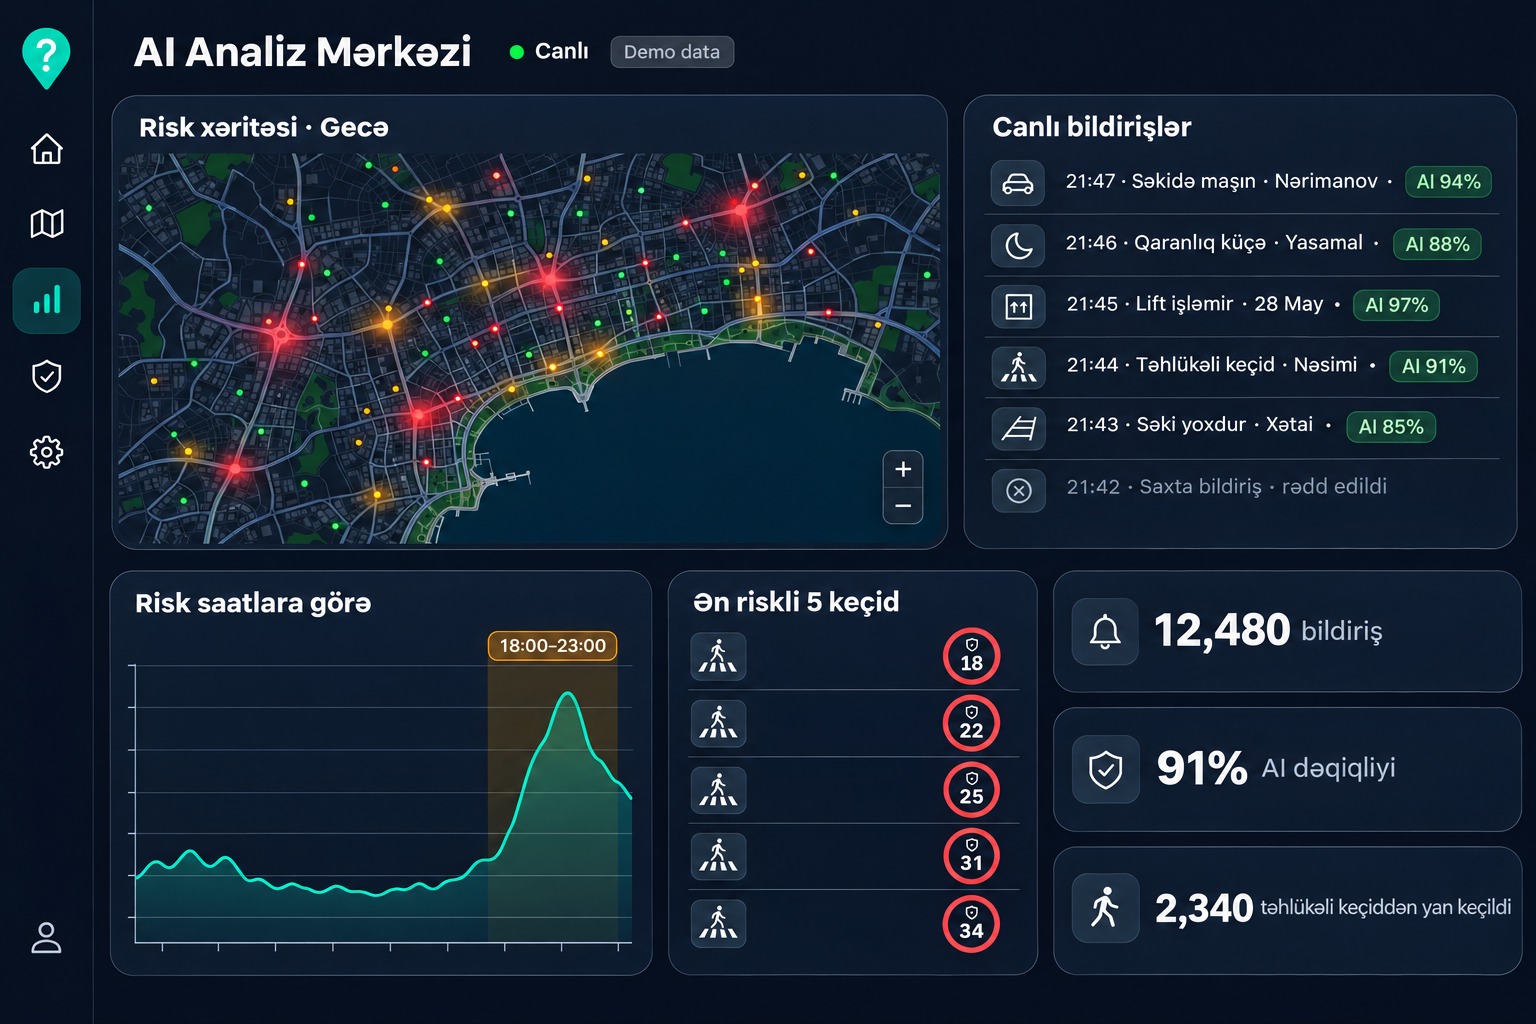 ?
AI Analiz Mərkəzi
Canlı
Demo data
Risk xəritəsi · Gecə
+
−
Canlı bildirişlər
21:47 · Səkidə maşın · Nərimanov · AI 94%
21:46 · Qaranlıq küçə · Yasamal · AI 88%
21:45 · Lift işləmir · 28 May • AI 97%
21:44 · Təhlükəli keçid · Nəsimi • AI 91%
21:43 · Səki yoxdur · Xətai • AI 85%
21:42 · Saxta bildiriş · rədd edildi
Risk saatlara görə
18:00–23:00
Ən riskli 5 keçid
18
22
25
31
34
12,480 bildiriş
91% AI dəqiqliyi
2,340 təhlükəli keçiddən yan keçildi